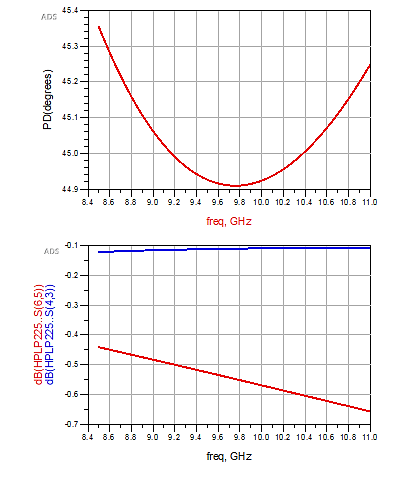 ADS
45.4
45.3
45.2
45.1
45.0
44.9
PD(degrees)
8.4 8.6 8.8 9.0 9.2 9.4 9.6 9.8 10.0 10.2 10.4 10.6 10.8 11.0
freq, GHz
ADS
-0.1
-0.2
-0.3
-0.4
-0.5
-0.6
-0.7
dB(HPLP225..S(6,5))
dB(HPLP225..S(4,3))
8.4 8.6 8.8 9.0 9.2 9.4 9.6 9.8 10.0 10.2 10.4 10.6 10.8 11.0
freq, GHz